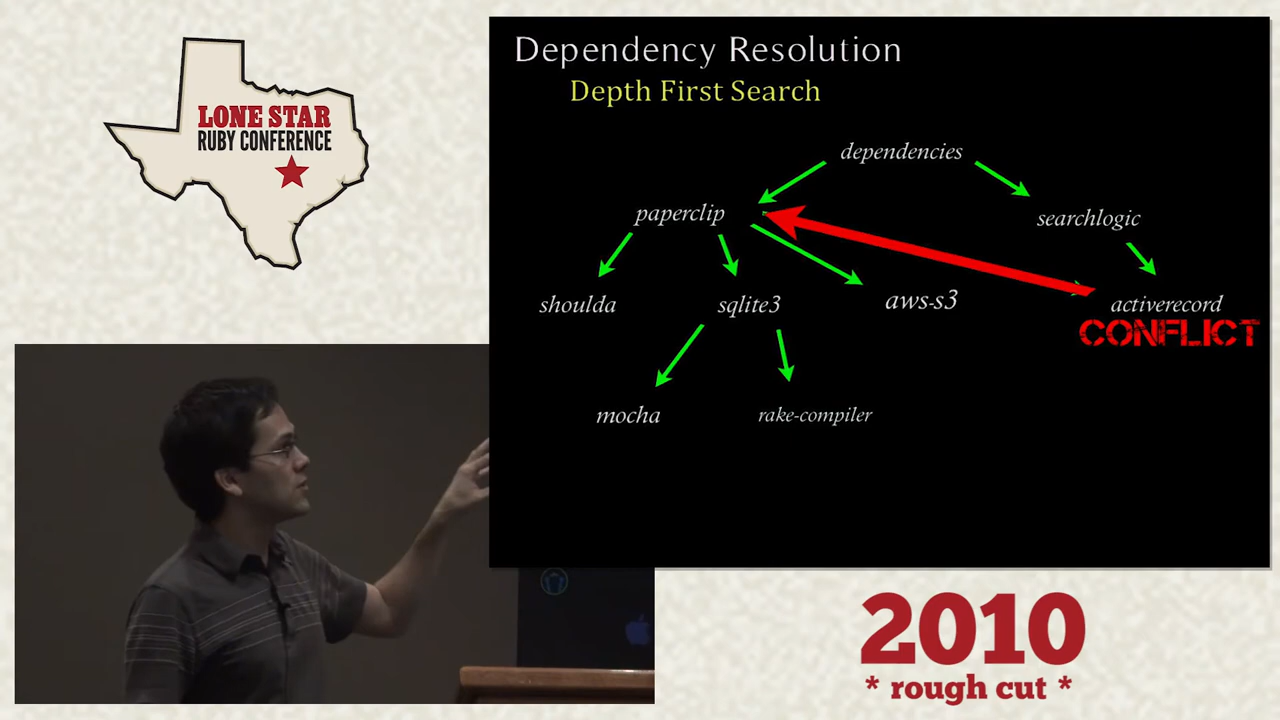 LONE STAR
RUBY CONFERENCE
Dependency Resolution
Depth First Search
dependencies
paperclip
searchlogic
shoulda
sqlite3
aws-s3
activerecord
CONFLICT
mocha
rake-compiler
2010
* rough cut *